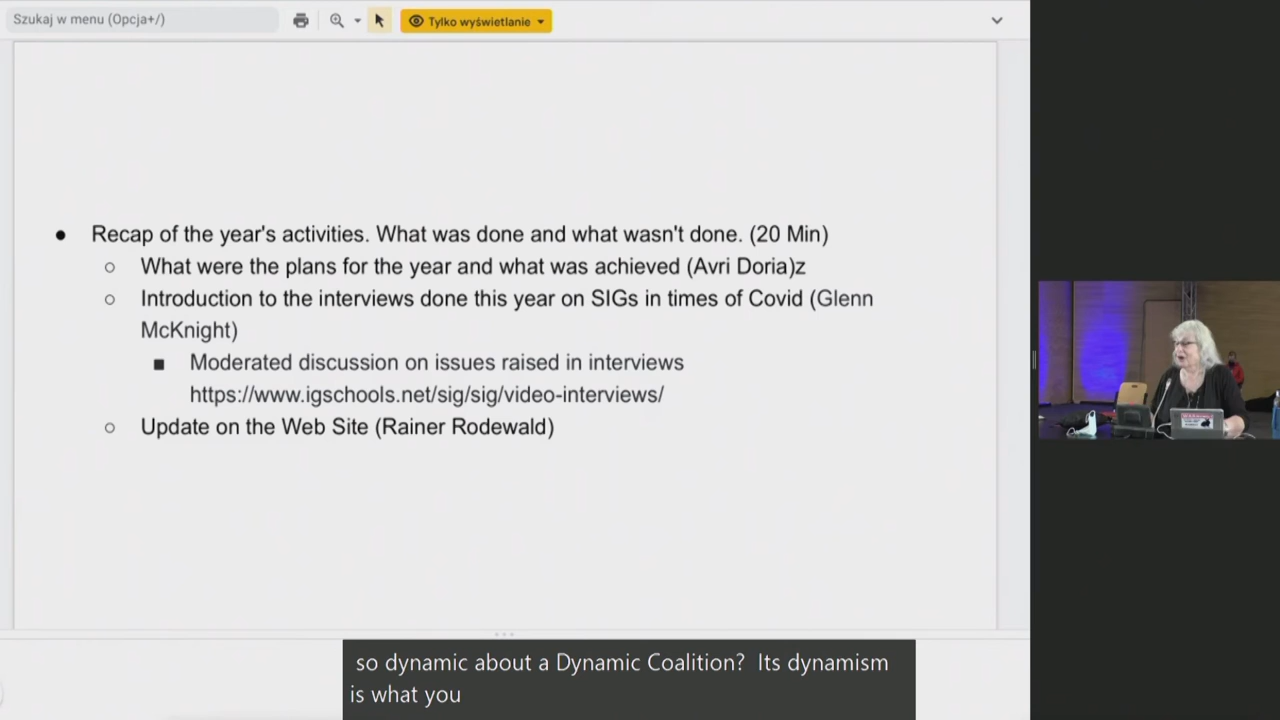 Szukaj w menu (Opcja+/)
Tylko wyświetlanie
● Recap of the year's activities. What was done and what wasn't done. (20 Min)
○ What were the plans for the year and what was achieved (Avri Doria)z
○ Introduction to the interviews done this year on SIGs in times of Covid (Glenn
McKnight)
■ Moderated discussion on issues raised in interviews
https://www.igschools.net/sig/sig/video-interviews/
○ Update on the Web Site (Rainer Rodewald)
so dynamic about a Dynamic Coalition?  Its dynamism
is what you